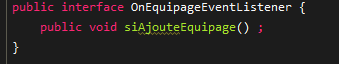 public interface OnEquipageEventListener {
public void siAjouteEquipage() ;
}